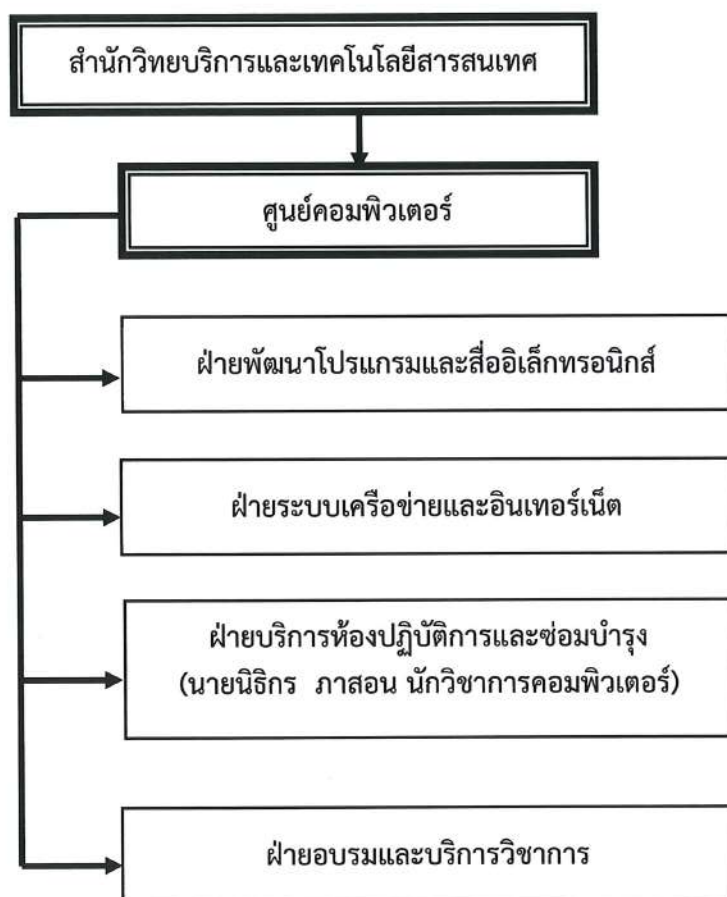 สำนักวิทยบริการและเทคโนโลยีสารสนเทศ
ศูนย์คอมพิวเตอร์
ฝ่ายพัฒนาโปรแกรมและสื่ออิเล็กทรอนิกส์
ฝ่ายระบบเครือข่ายและอินเทอร์เน็ต
ฝ่ายบริการห้องปฏิบัติการและซ่อมบำรุง
(นายนิธิกร ภาสอน นักวิชาการคอมพิวเตอร์)
ฝ่ายอบรมและบริการวิชาการ